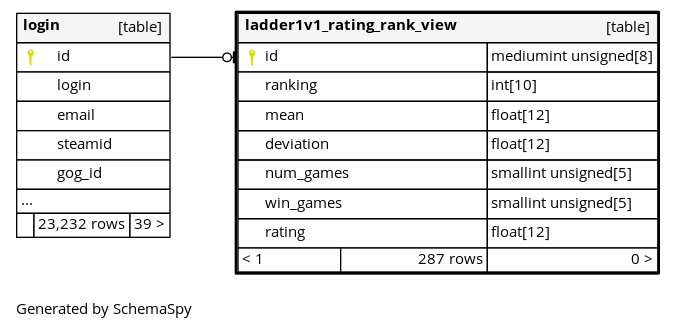 login [table]
id
login
email
steamid
gog_id
...
23,232 rows 39 >
ladder1v1_rating_rank_view [table]
id mediumint unsigned[8]
ranking int[10]
mean float[12]
deviation float[12]
num_games smallint unsigned[5]
win_games smallint unsigned[5]
rating float[12]
< 1 287 rows 0 >
Generated by SchemaSpy